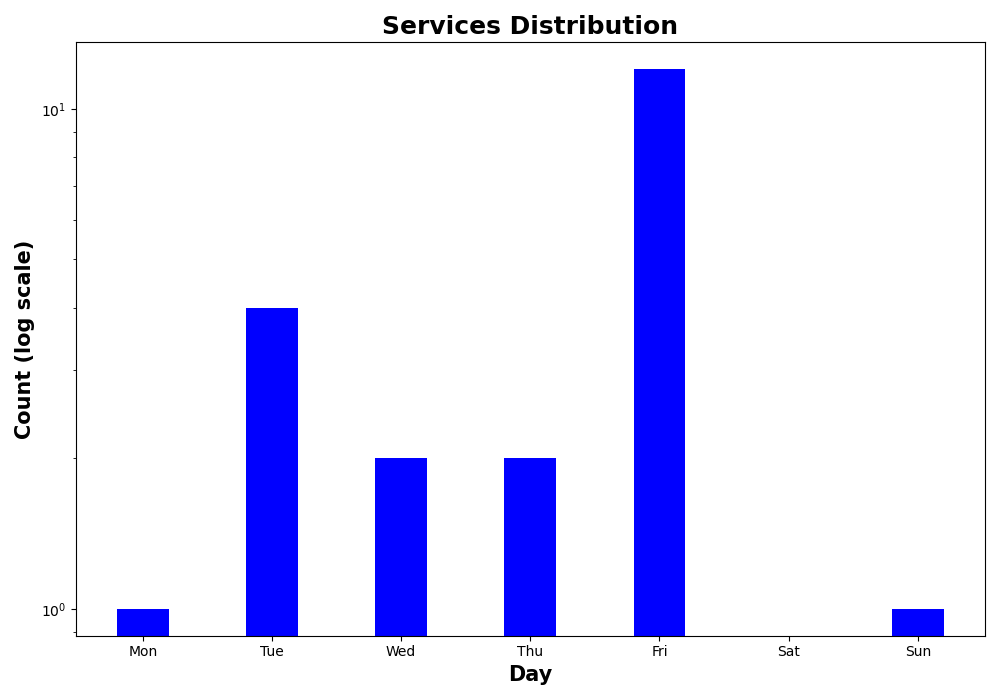 Services Distribution
Count (log scale)
10¹
10⁰
Mon Tue Wed Thu Fri Sat Sun
Day